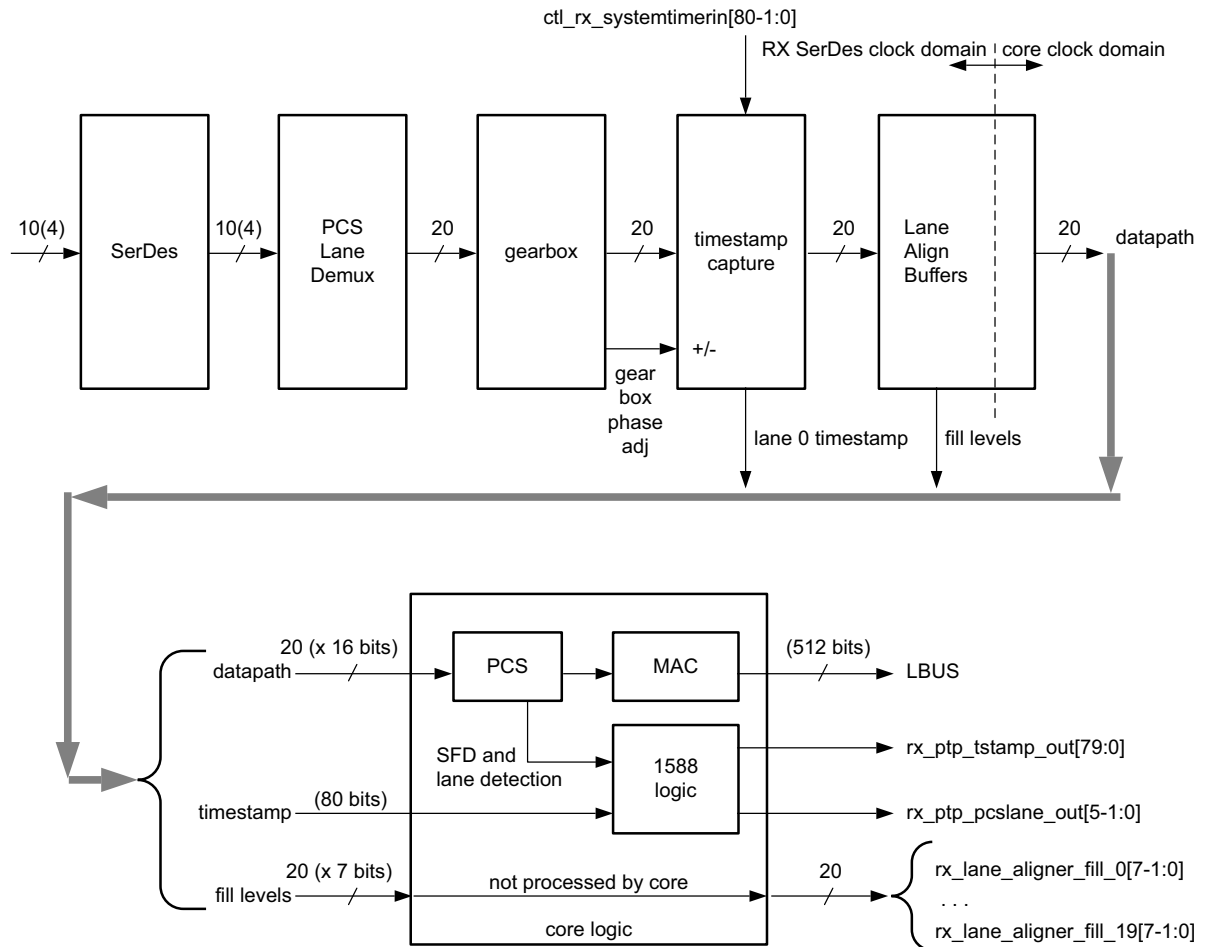 ctl_rx_systemtimerin[80-1:0]
RX SerDes clock domain
core clock domain
10(4)
SerDes
10(4)
PCS
Lane
Demux
20
gearbox
20
timestamp
capture
+/-
20
Lane
Align
Buffers
20
datapath
gear
box
phase
adj
lane 0 timestamp
fill levels
datapath
20 (x 16 bits)
PCS
MAC
(512 bits)
LBUS
SFD and
lane detection
1588
logic
rx_ptp_tstamp_out[79:0]
timestamp
(80 bits)
rx_ptp_pcslane_out[5-1:0]
fill levels
20 (x 7 bits)
not processed by core
20
rx_lane_aligner_fill_0[7-1:0]
. . .
rx_lane_aligner_fill_19[7-1:0]
core logic